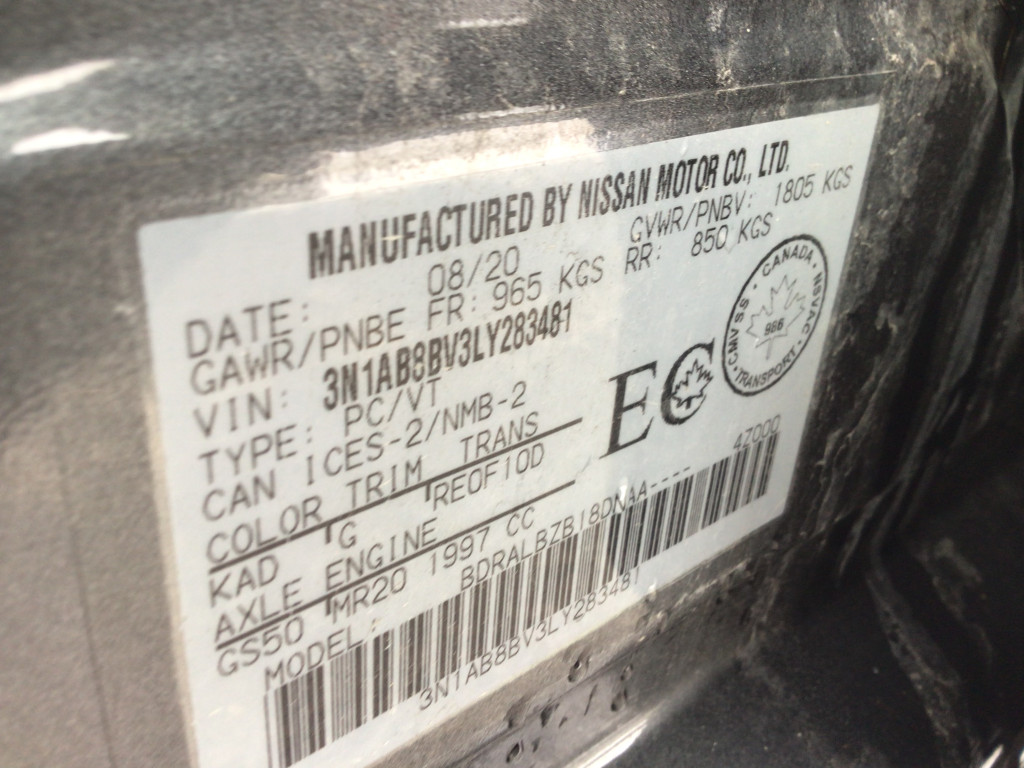 MANUFACTURED BY NISSAN MOTOR CO., LTD.
DATE: 08/20 GVWR/PNBV: 1805 KGS
GAWR/PNBE FR: 965 KGS RR: 850 KGS
VIN: 3N1AB8BV3LY283481
TYPE: PC/VT
CAN ICES-2/NMB-2
COLOR TRIM TRANS
KAD G RE0F10D
AXLE ENGINE
GS50 MR20 1997 CC
MODEL: BDRALBZB18DNAA---- 47000
3N1AB8BV3LY283481
EC
CANADA · NSVAC
986
CMVSS · TRANSPORT